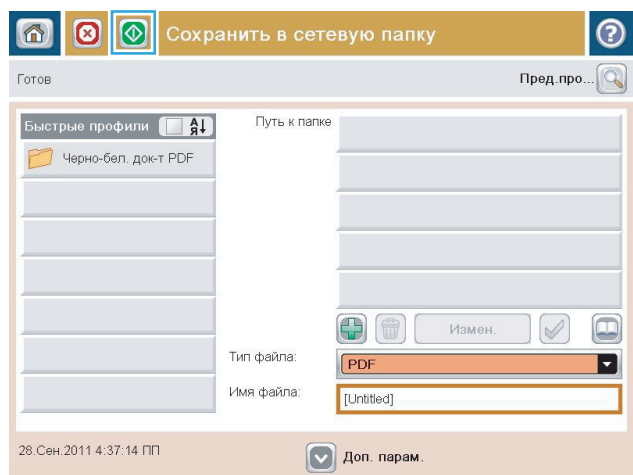 Сохранить в сетевую папку
Готов
Пред.про...
Быстрые профили
АЯ
Путь к папке
Черно-бел. док-т PDF
Измен.
Тип файла:
PDF
Имя файла:
[Untitled]
28.Сен.2011 4:37:14 ПП
Доп. парам.